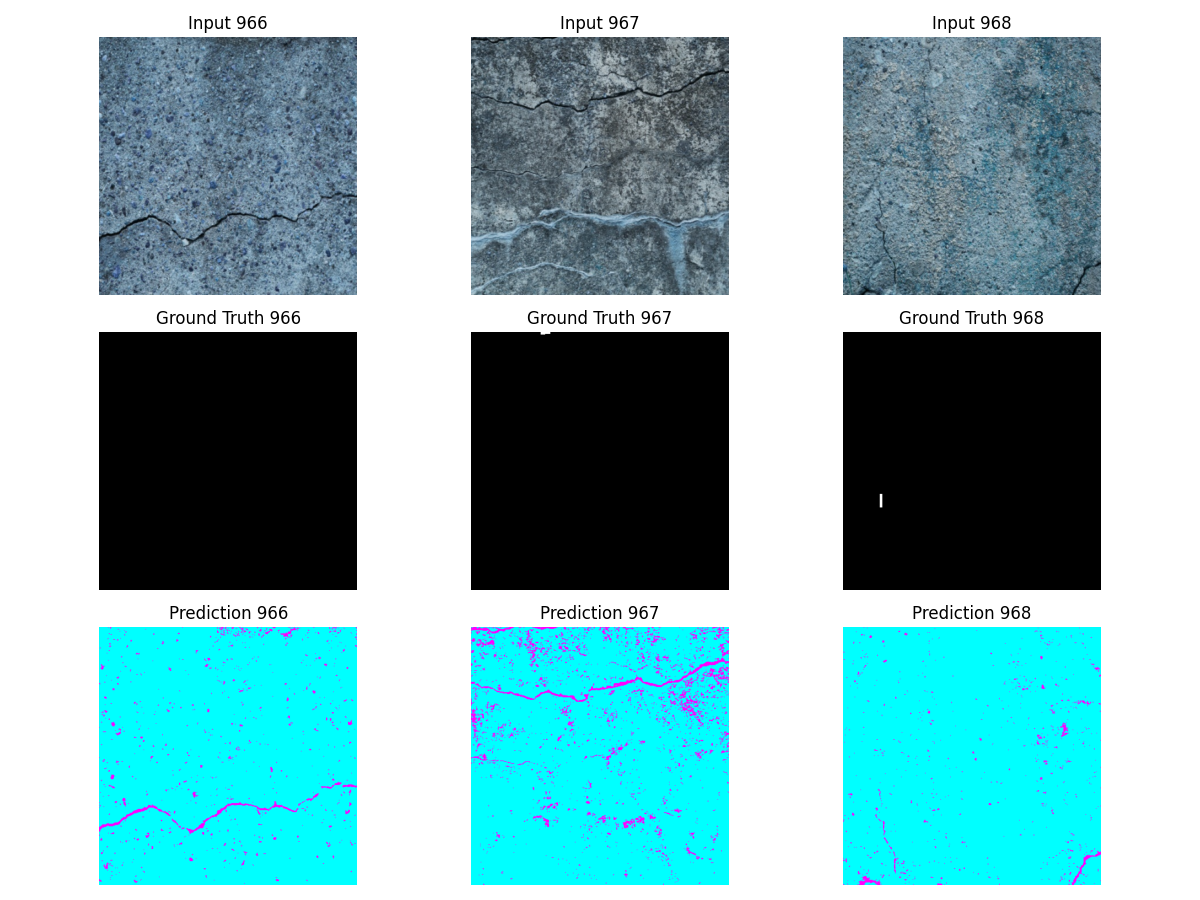 Input 966
Input 967
Input 968
Ground Truth 966
Ground Truth 967
Ground Truth 968
Prediction 966
Prediction 967
Prediction 968